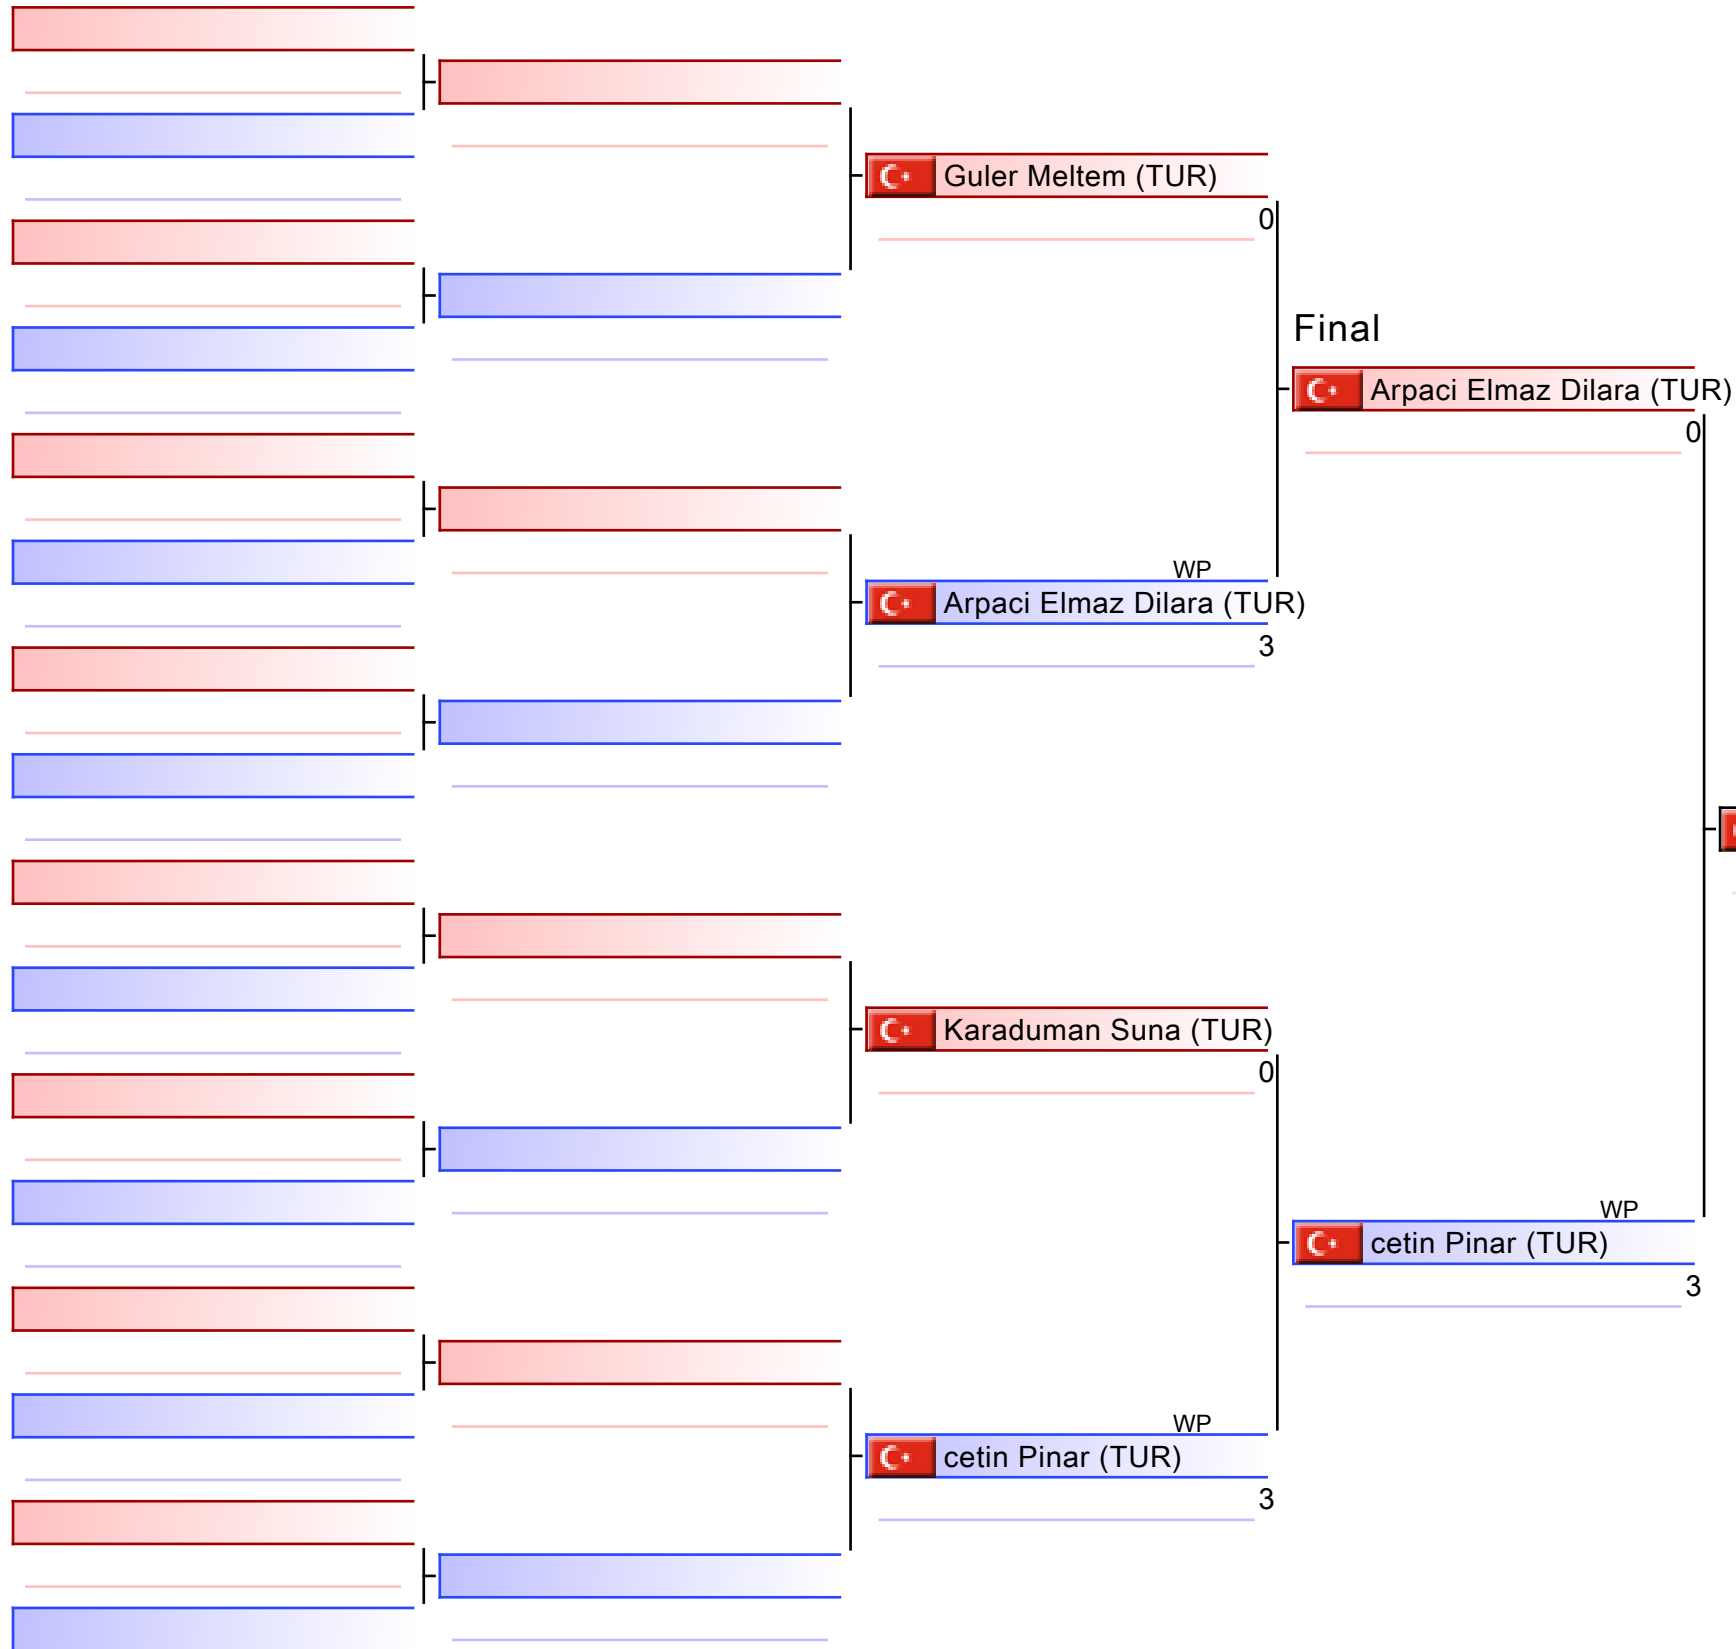 Guler Meltem (TUR)
0
Final
Arpaci Elmaz Dilara (TUR)
0
WP
Arpaci Elmaz Dilara (TUR)
3
Karaduman Suna (TUR)
0
WP
cetin Pinar (TUR)
3
WP
cetin Pinar (TUR)
3